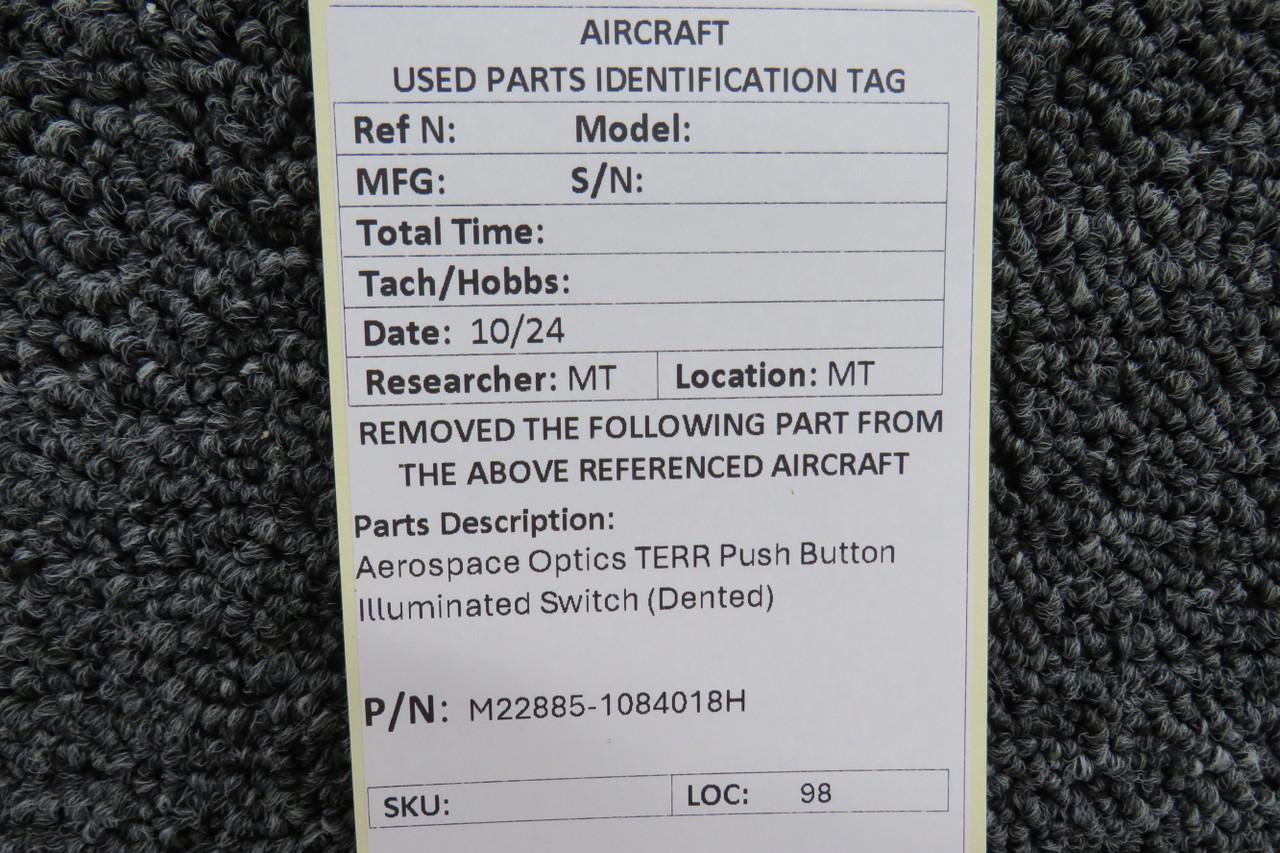 AIRCRAFT
USED PARTS IDENTIFICATION TAG
Ref N: Model:
MFG: S/N:
Total Time:
Tach/Hobbs:
Date: 10/24
Researcher: MT Location: MT
REMOVED THE FOLLOWING PART FROM
THE ABOVE REFERENCED AIRCRAFT
Parts Description:
Aerospace Optics TERR Push Button
Illuminated Switch (Dented)
P/N: M22885-1084018H
SKU: LOC: 98